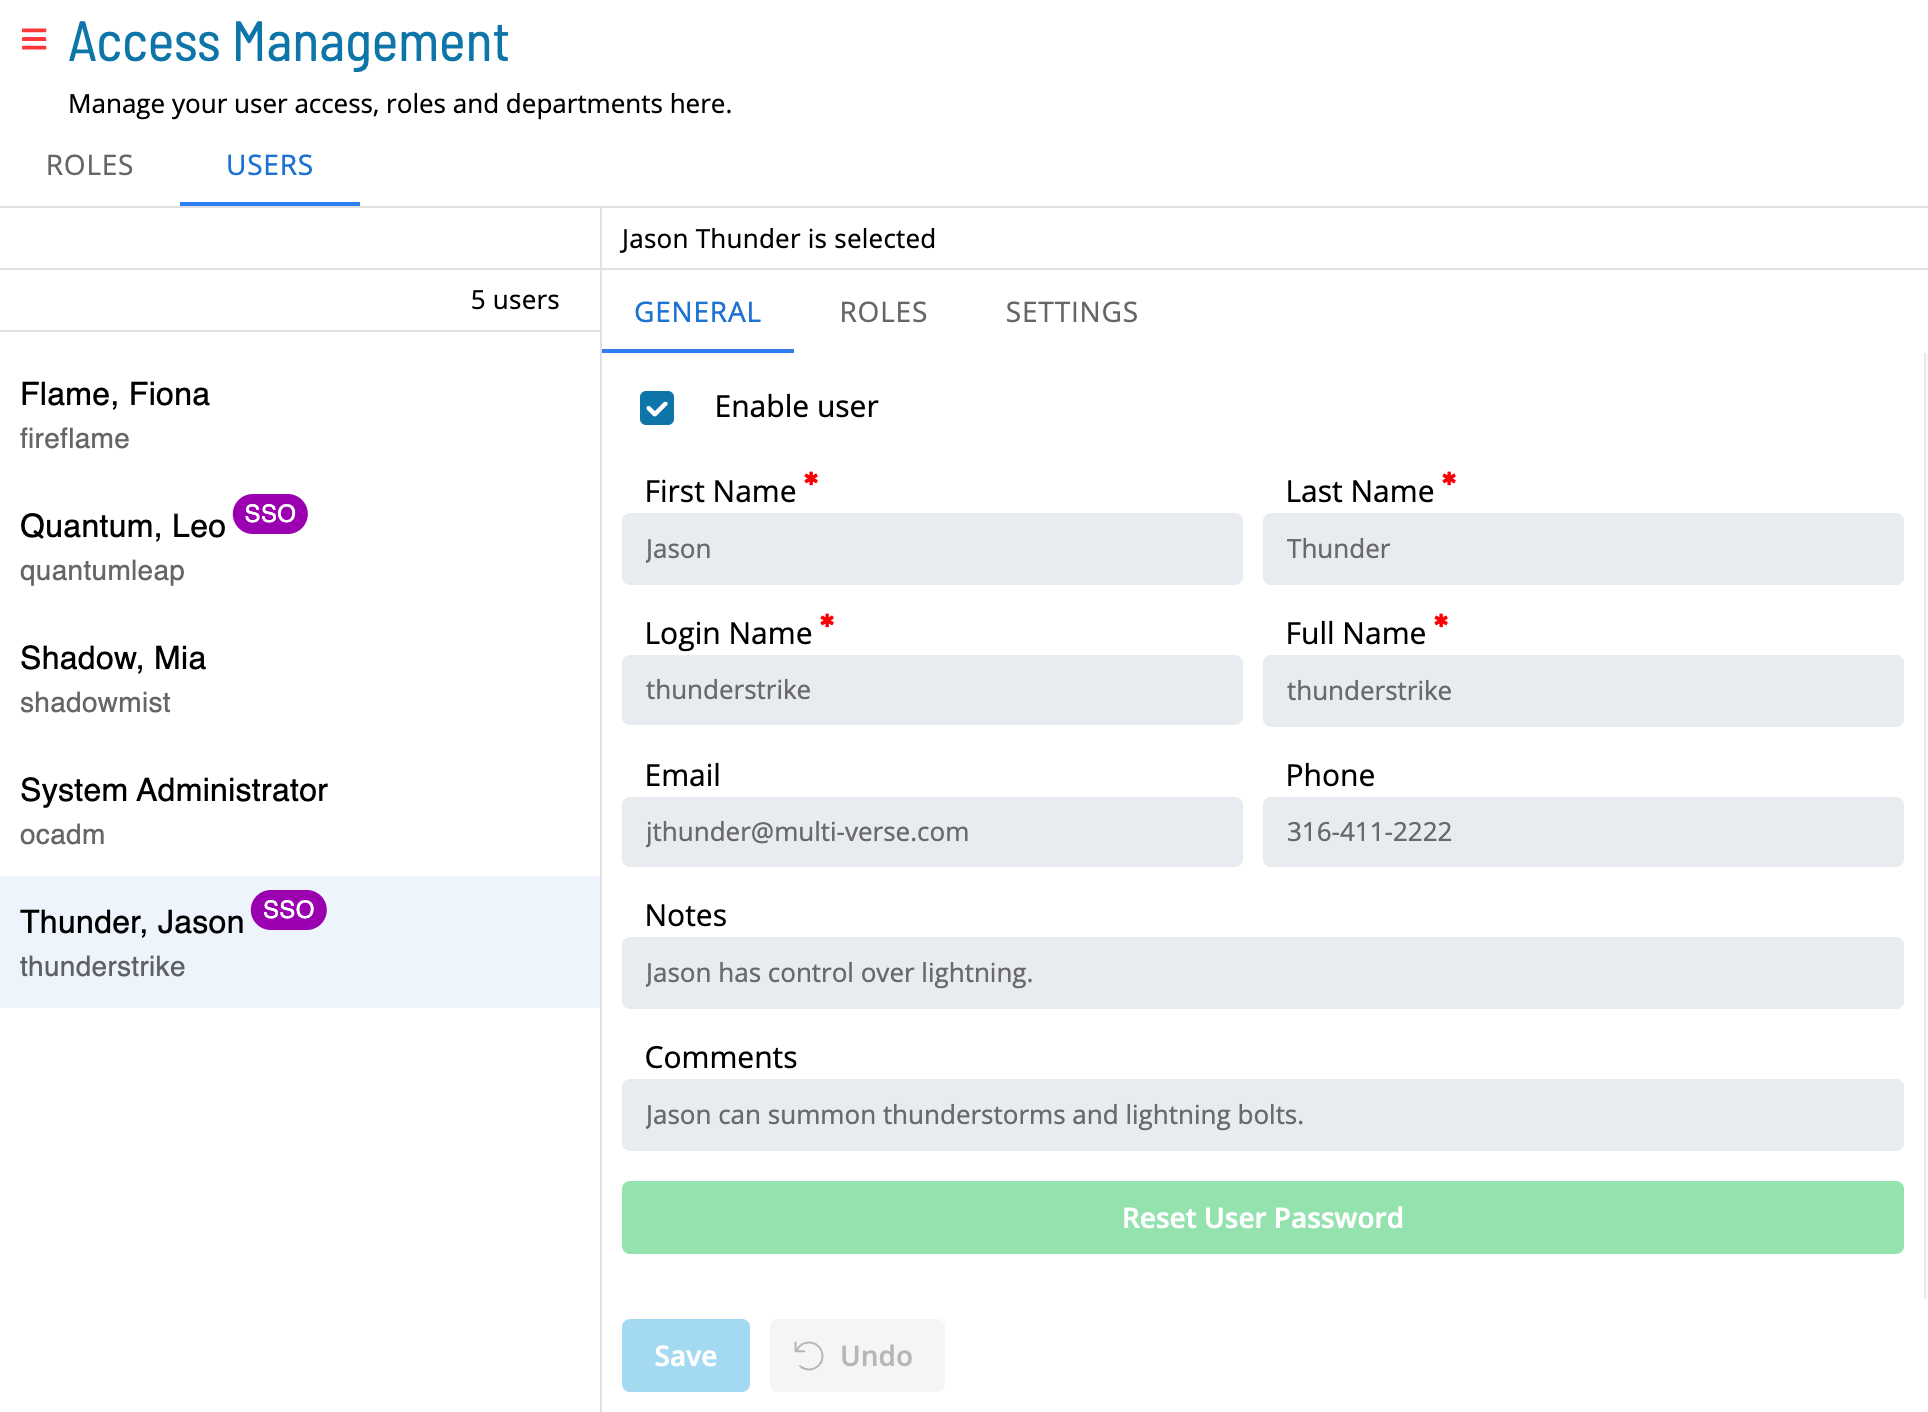 Access Management
Manage your user access, roles and departments here.
ROLES USERS
Jason Thunder is selected
5 users
GENERAL ROLES SETTINGS
Flame, Fiona
fireflame
Quantum, Leo SSO
quantumleap
Shadow, Mia
shadowmist
System Administrator
ocadm
Thunder, Jason SSO
thunderstrike
Enable user
First Name * Last Name *
Jason Thunder
Login Name * Full Name *
thunderstrike thunderstrike
Email Phone
jthunder@multi-verse.com 316-411-2222
Notes
Jason has control over lightning.
Comments
Jason can summon thunderstorms and lightning bolts.
Reset User Password
Save Undo